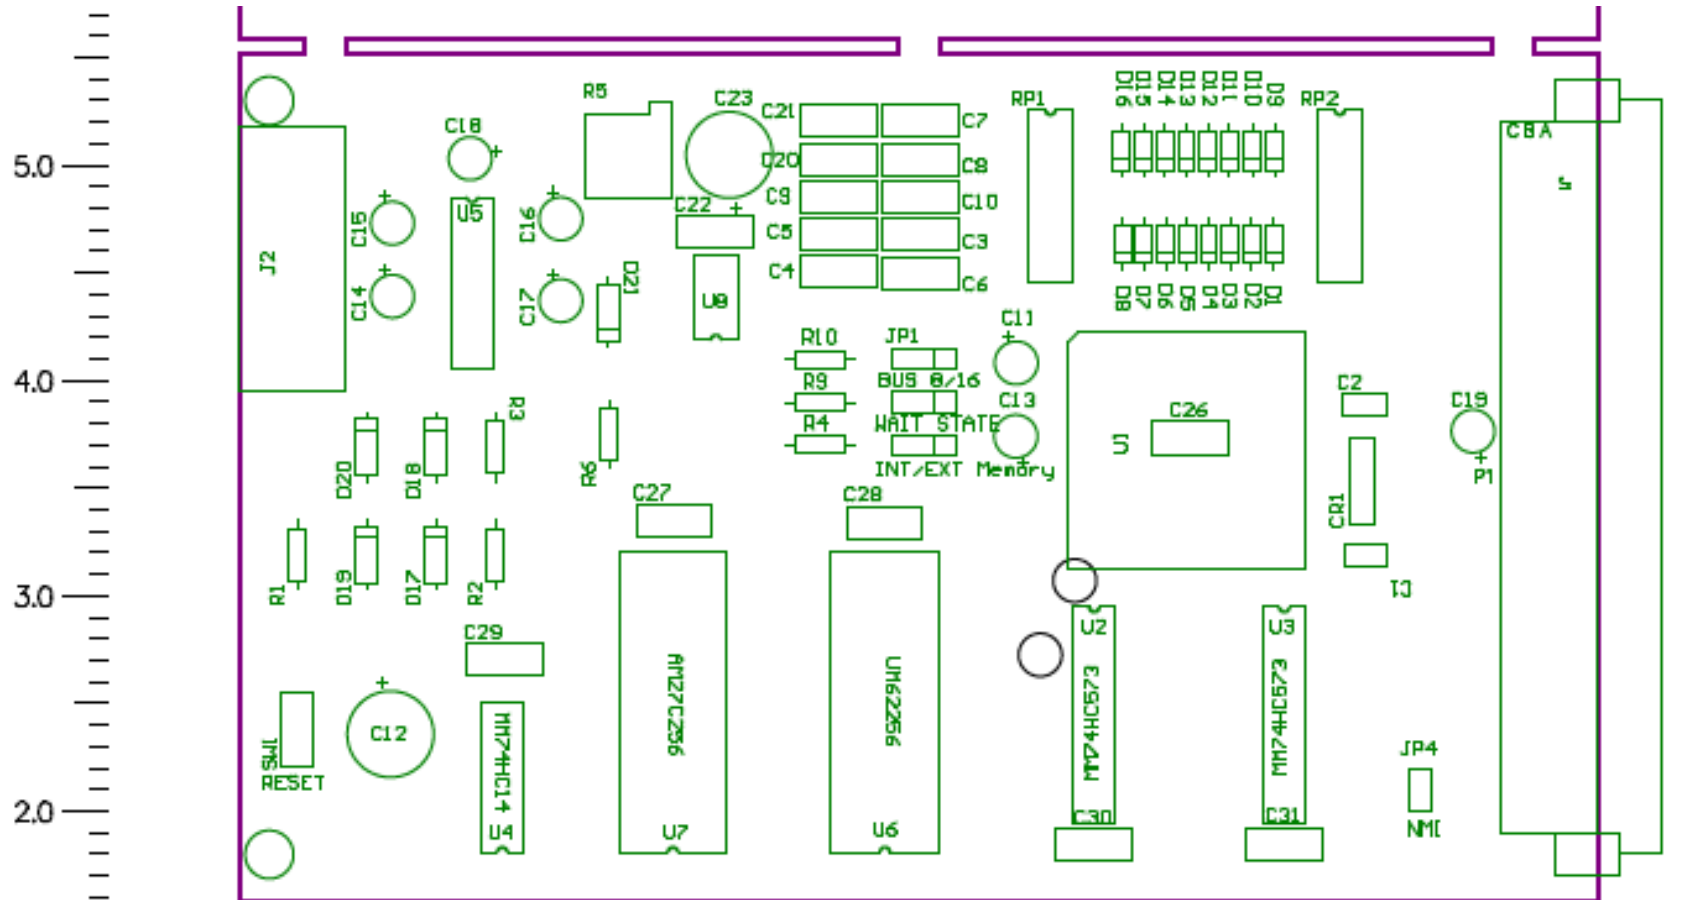 R5
C23
C21
C7
RP1
D16
D15
D14
D13
D12
D11
D10
D9
RP2
C18
CBA
5.0
C20
C8
C9
C10
C22
U5
C15
C16
C5
C3
J2
D21
C4
C6
C14
C17
U8
D8
D7
D6
D5
D4
D3
D2
D1
C11
R10
JP1
4.0
BUS 8/16
R9
C2
C13
C19
R3
C26
R4
WAIT STATE
INT/EXT Memory
P1
D20
D18
R6
C27
C28
CR1
3.0
R1
D19
D17
R2
C1
C29
U2
U3
AM27C256
UM62256
MM74HC573
MM74HC573
C12
MM74HC14
SW1
RESET
JP4
2.0
U4
U7
U6
C30
C31
NMI